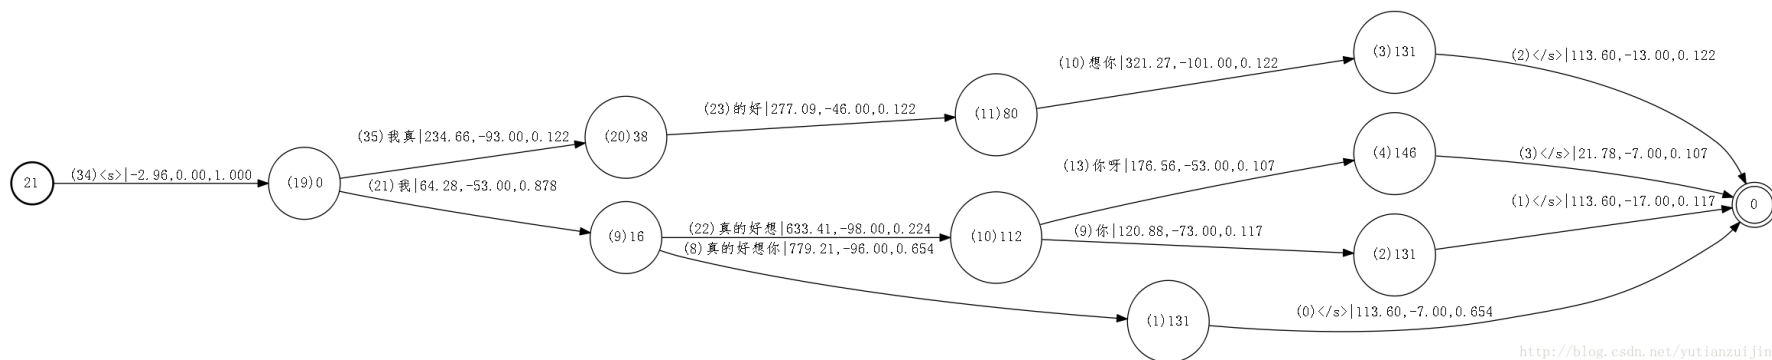 21
(34)<s>|-2.96,0.00,1.000
(19)0
(35)我真|234.66,-93.00,0.122
(21)我|64.28,-53.00,0.878
(20)38
(9)16
(23)的好|277.09,-46.00,0.122
(22)真的好想|633.41,-98.00,0.224
(8)真的好想你|779.21,-96.00,0.654
(11)80
(10)112
(10)想你|321.27,-101.00,0.122
(13)你呀|176.56,-53.00,0.107
(9)你|120.88,-73.00,0.117
(1)131
(3)131
(4)146
(2)131
(2)</s>|113.60,-13.00,0.122
(3)</s>|21.78,-7.00,0.107
(1)</s>|113.60,-17.00,0.117
(0)</s>|113.60,-7.00,0.654
0
http://blog.csdn.net/yutianzuijin